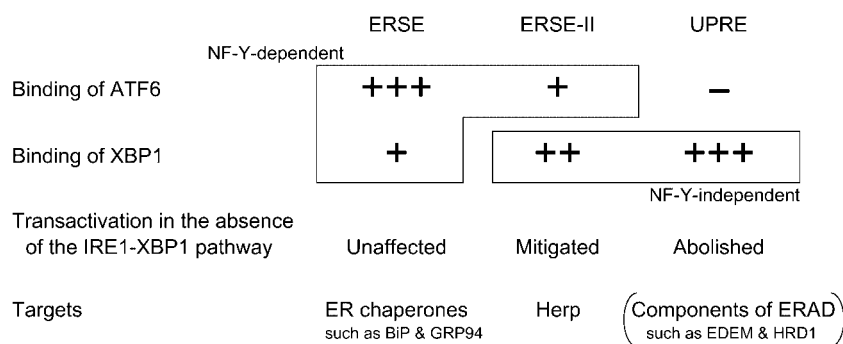 ERSE ERSE-II UPRE
NF-Y-dependent
Binding of ATF6 +++ + −
Binding of XBP1 + ++ +++
NF-Y-independent
Transactivation in the absence
of the IRE1-XBP1 pathway Unaffected Mitigated Abolished
Targets ER chaperones Herp (Components of ERAD)
such as BiP & GRP94 such as EDEM & HRD1